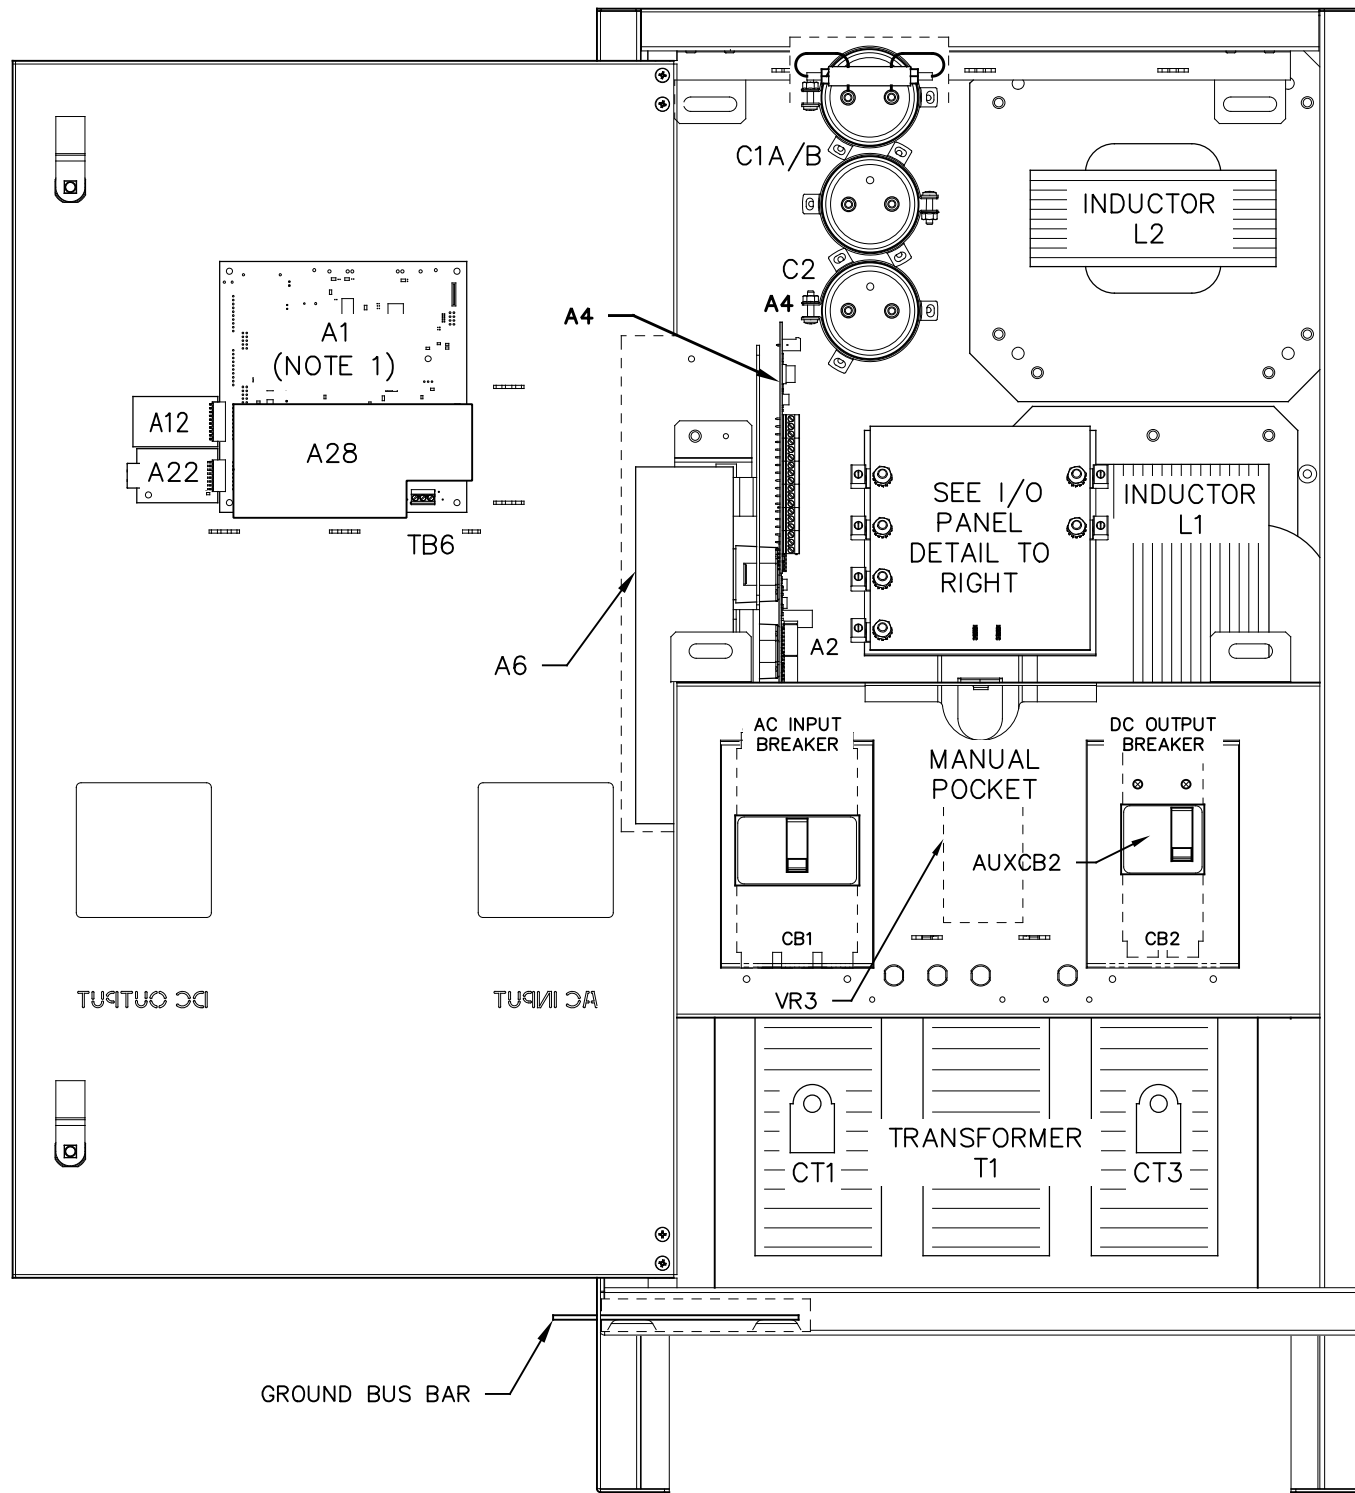 C1A/B
INDUCTOR
L2
C2
A4
A4
A1
(NOTE 1)
A12
A28
A22
TB6
SEE I/O
PANEL
DETAIL TO
RIGHT
INDUCTOR
L1
A2
A6
AC INPUT
BREAKER
MANUAL
POCKET
DC OUTPUT
BREAKER
AUXCB2
CB1
CB2
VR3
DC OUTPUT
AC INPUT
TRANSFORMER
T1
CT1
CT3
GROUND BUS BAR